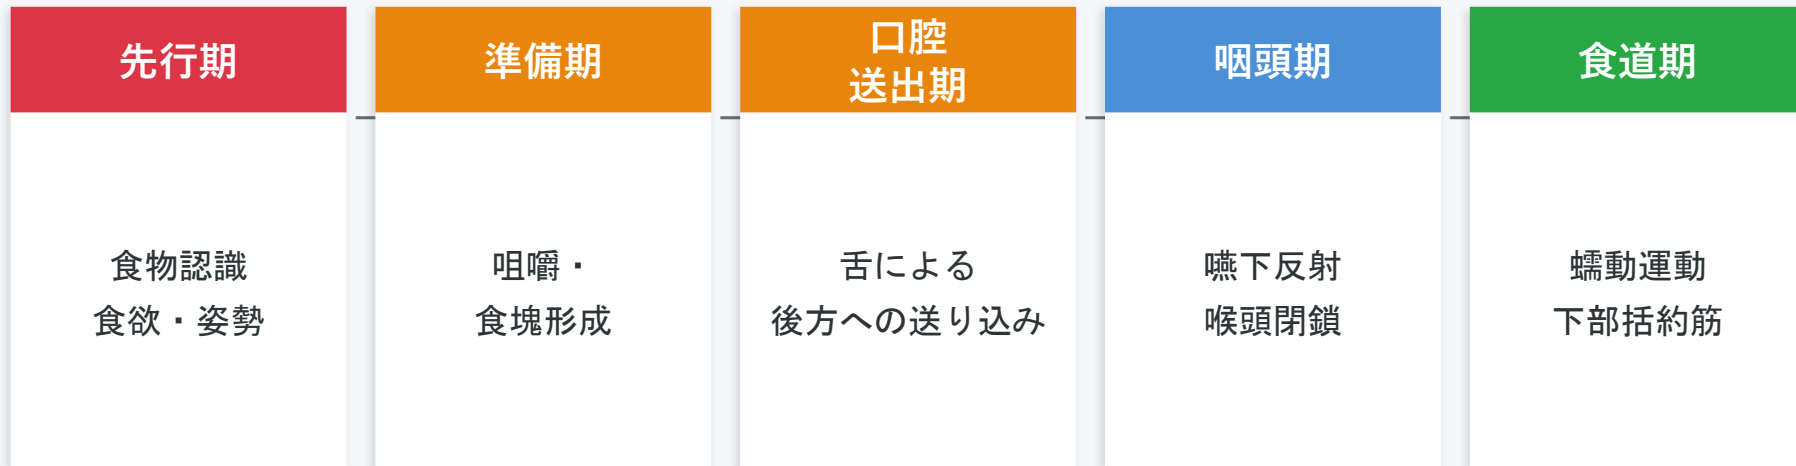 先行期
食物認識
食欲・姿勢
準備期
咀嚼・
食塊形成
口腔
送出期
舌による
後方への送り込み
咽頭期
嚥下反射
喉頭閉鎖
食道期
蠕動運動
下部括約筋